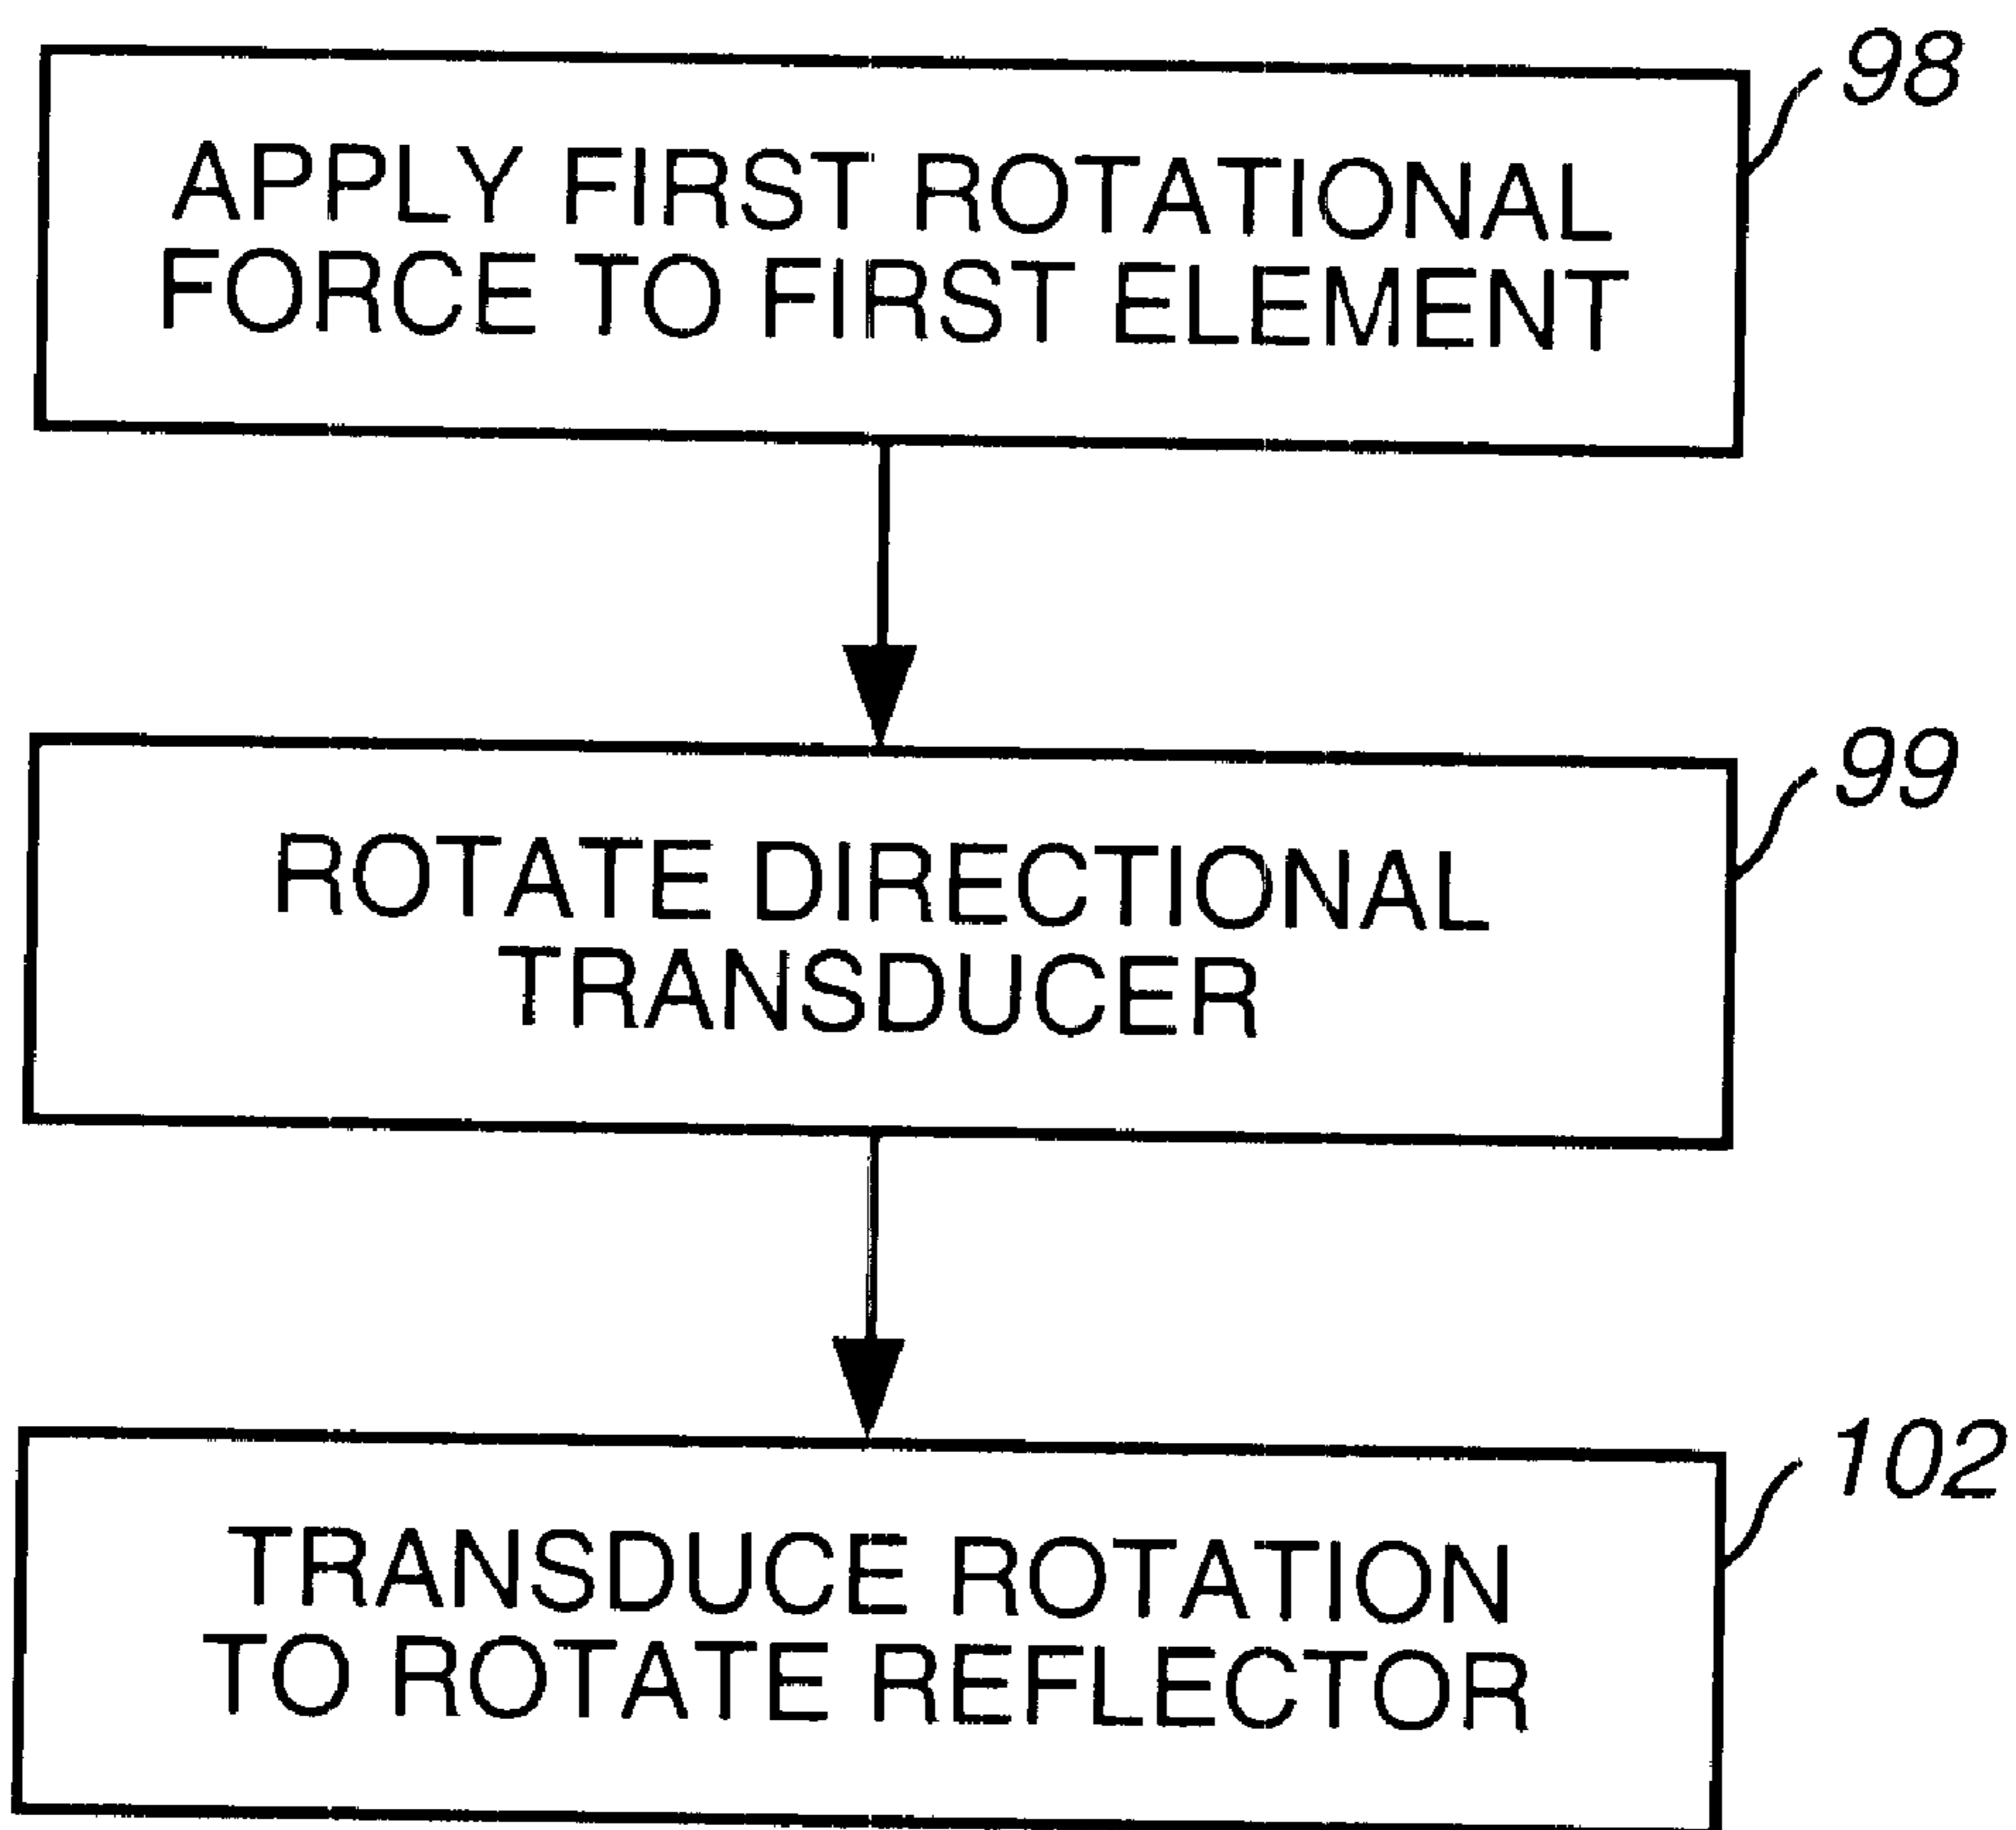 98
APPLY FIRST ROTATIONAL
FORCE TO FIRST ELEMENT
99
ROTATE DIRECTIONAL
TRANSDUCER
102
TRANSDUCE ROTATION
TO ROTATE REFLECTOR